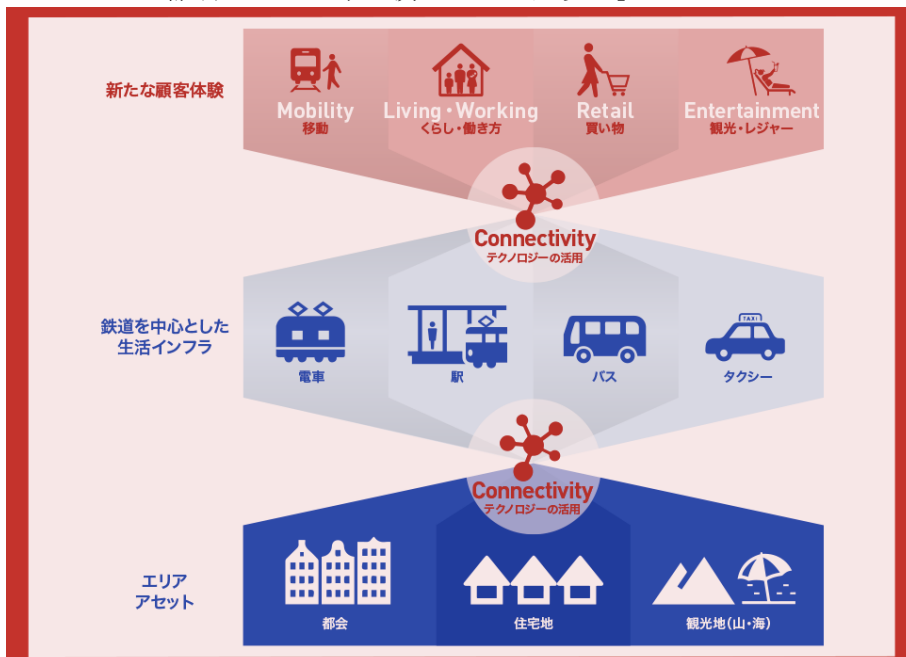 新たな顧客体験
Mobility
移動
Living・Working
くらし・働き方
Retail
買い物
Entertainment
観光・レジャー
Connectivity
テクノロジーの活用
鉄道を中心とした
生活インフラ
電車
駅
バス
TAXI
タクシー
Connectivity
テクノロジーの活用
エリア
アセット
都会
住宅地
観光地(山・海)